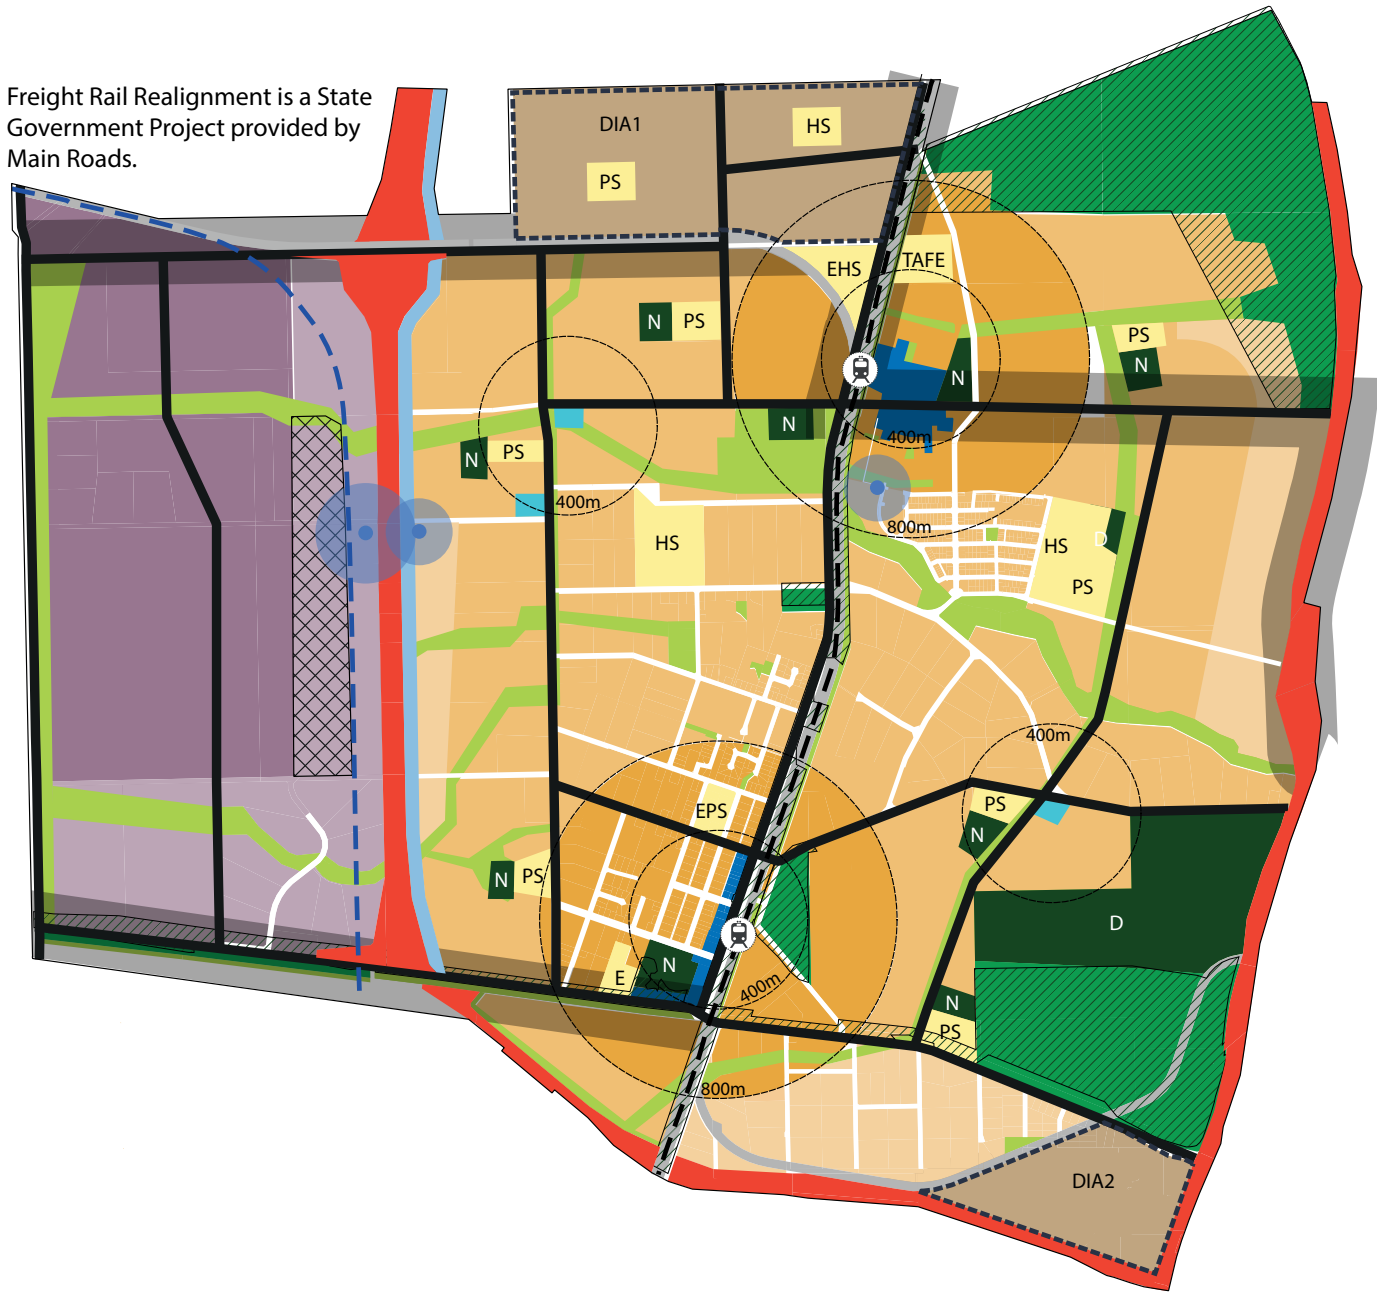 Freight Rail Realignment is a State
Government Project provided by
Main Roads.
DIA1
HS
PS
EHS
TAFE
N
PS
PS
N
N
400m
N
PS
N
400m
800m
HS
HS
D
PS
400m
EPS
PS
N
N
PS
D
N
E
400m
N
PS
800m
DIA2